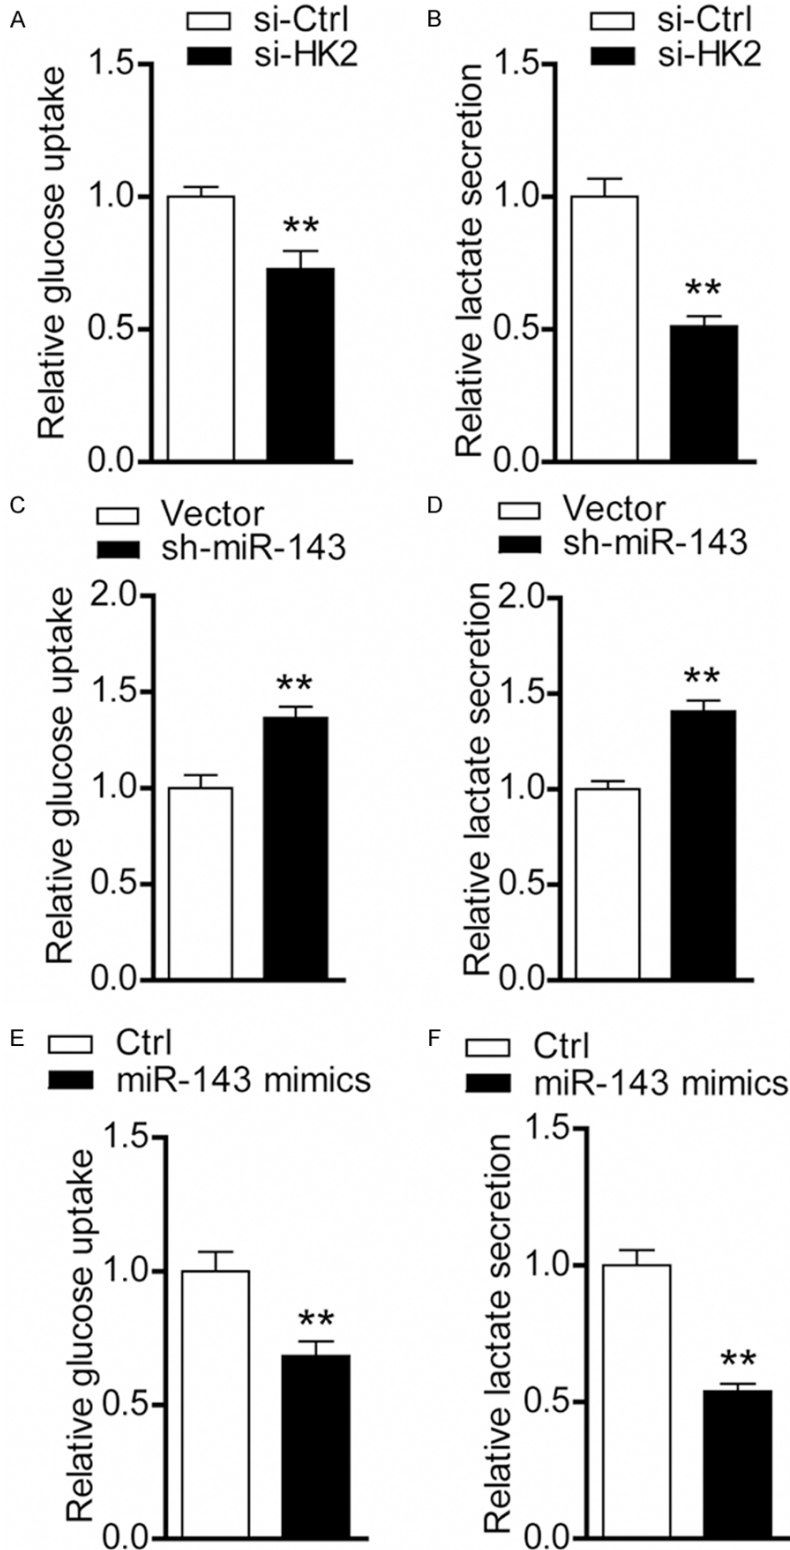 A
si-Ctrl
si-HK2
Relative glucose uptake
1.5
1.0
0.5
0.0
**
B
si-Ctrl
si-HK2
Relative lactate secretion
1.5
1.0
0.5
0.0
**
C
Vector
sh-miR-143
Relative glucose uptake
2.0
1.5
1.0
0.5
0.0
**
D
Vector
sh-miR-143
Relative lactate secretion
2.0
1.5
1.0
0.5
0.0
**
E
Ctrl
miR-143 mimics
Relative glucose uptake
1.5
1.0
0.5
0.0
**
F
Ctrl
miR-143 mimics
Relative lactate secretion
1.5
1.0
0.5
0.0
**